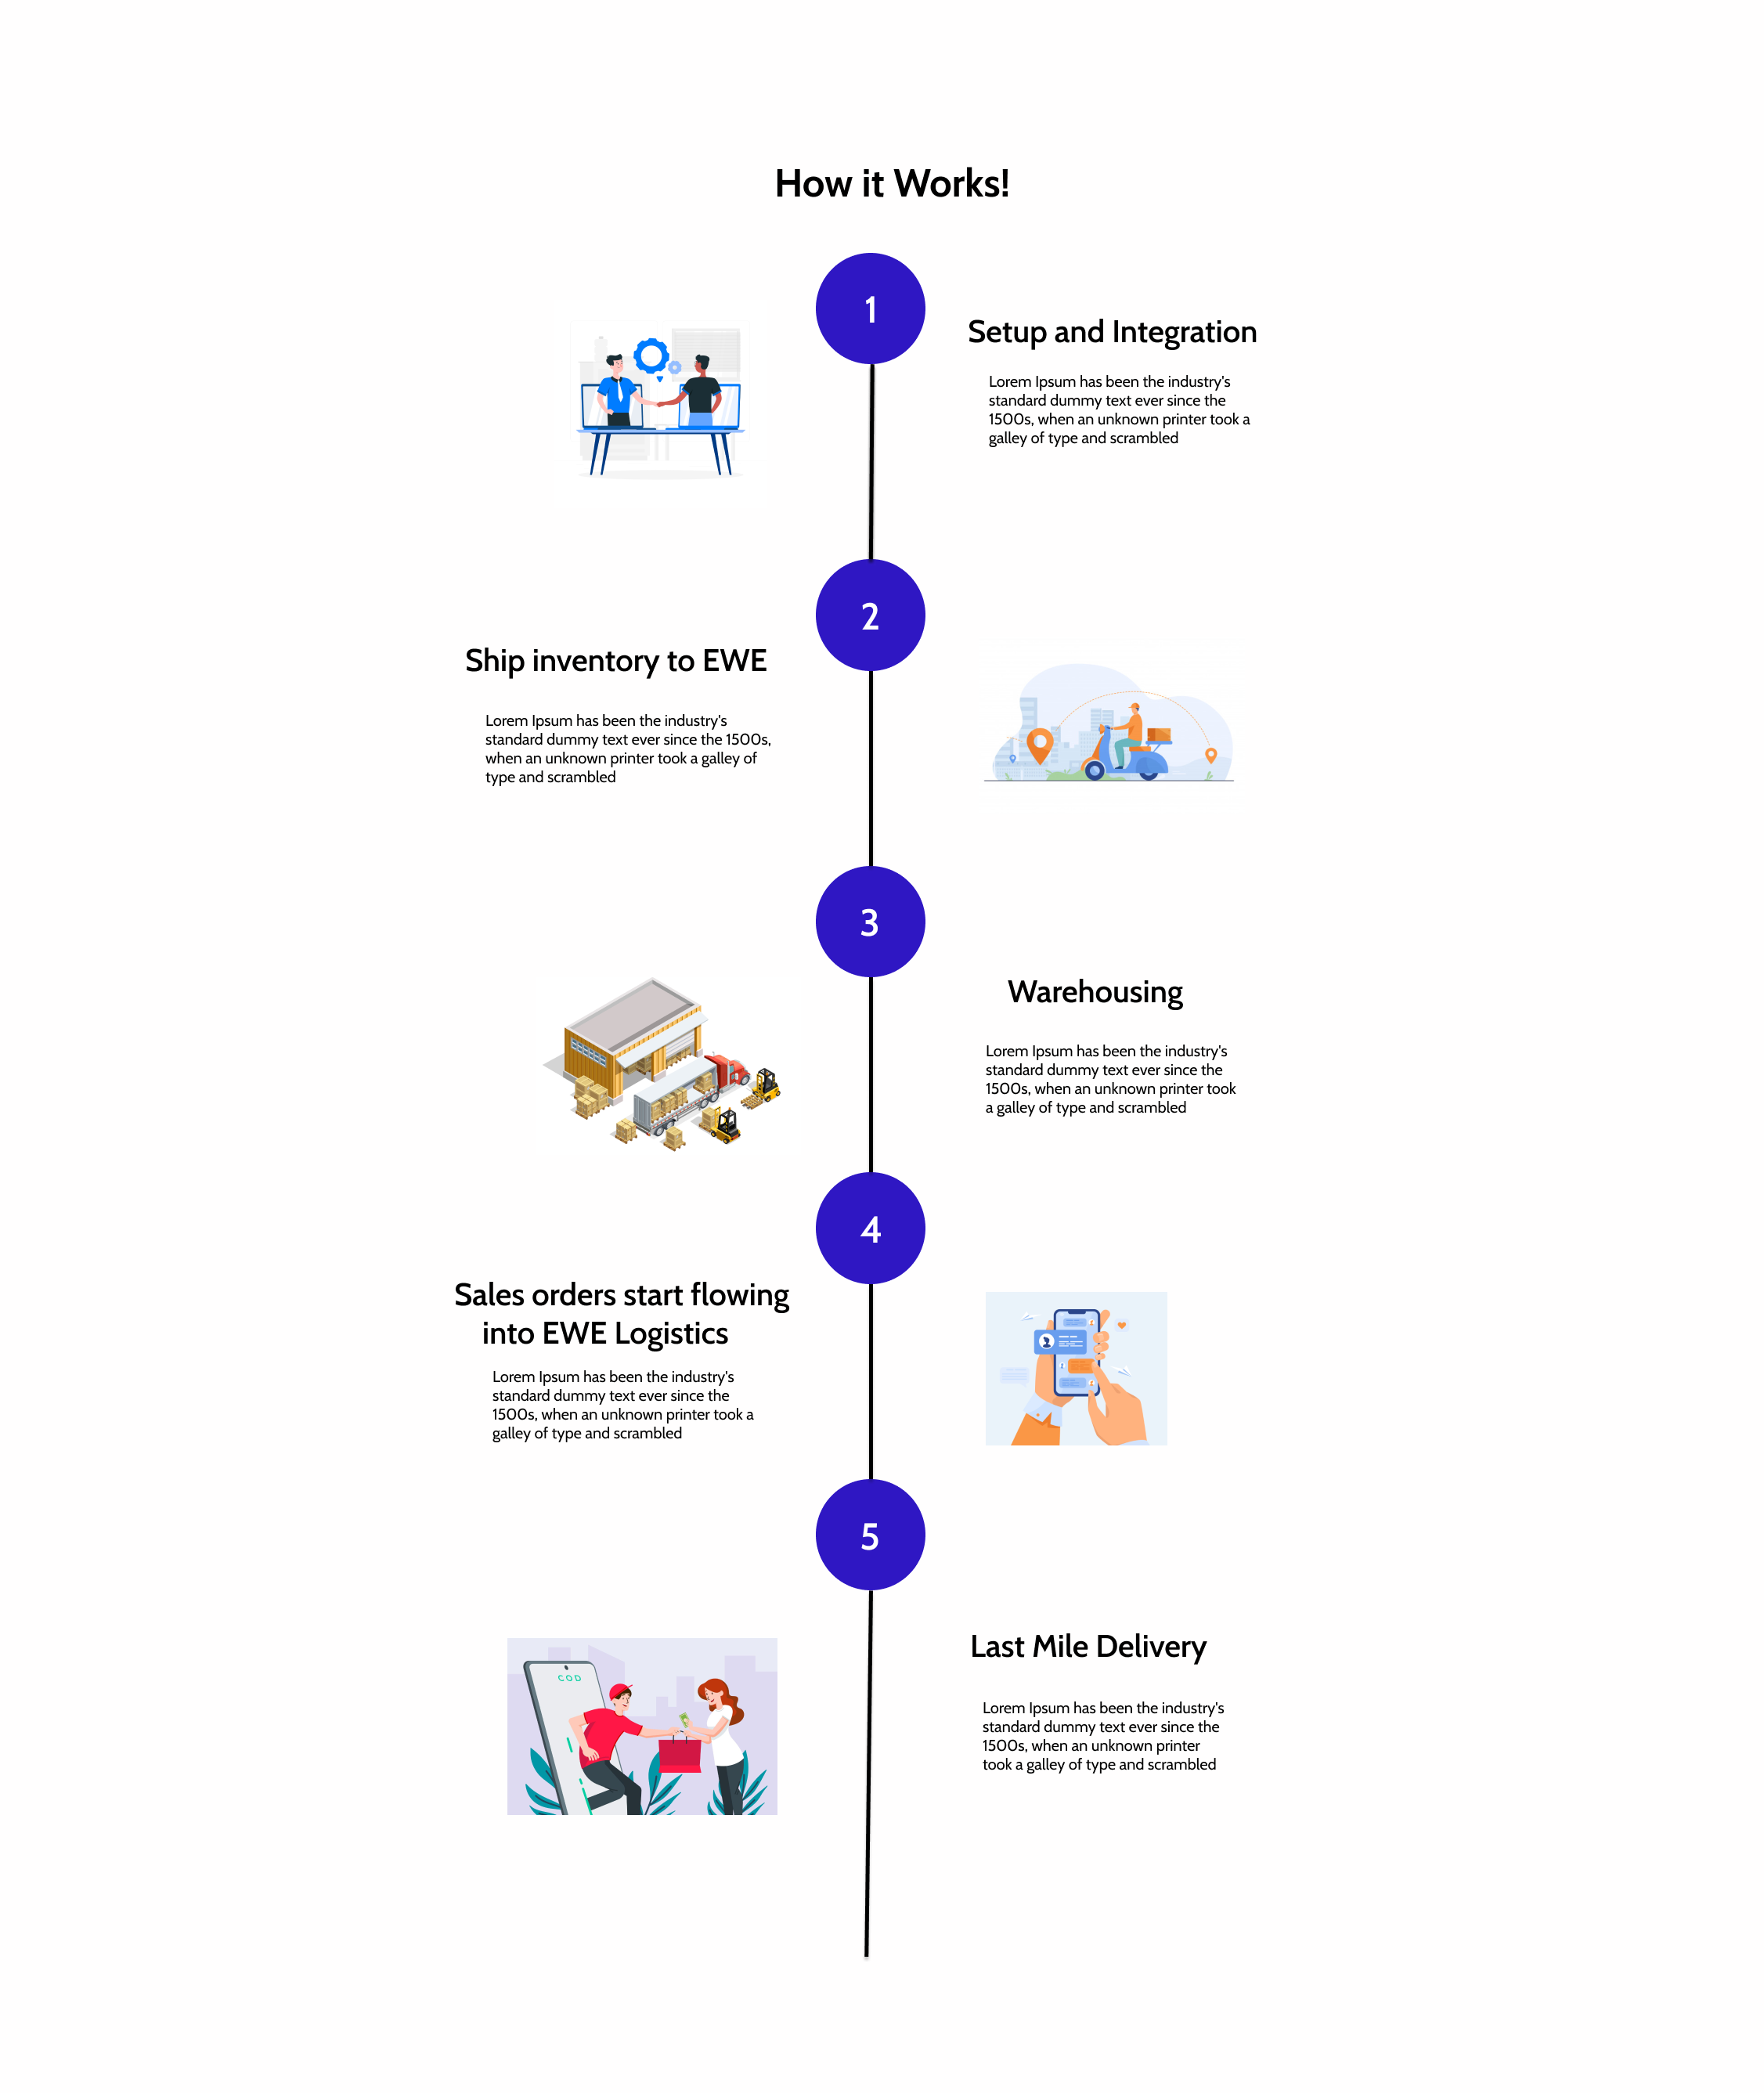 How it Works!
1
Setup and Integration
Lorem Ipsum has been the industry's
standard dummy text ever since the
1500s, when an unknown printer took a
galley of type and scrambled
2
Ship inventory to EWE
Lorem Ipsum has been the industry's
standard dummy text ever since the 1500s,
when an unknown printer took a galley of
type and scrambled
3
Warehousing
Lorem Ipsum has been the industry's
standard dummy text ever since the
1500s, when an unknown printer took
a galley of type and scrambled
4
Sales orders start flowing
into EWE Logistics
Lorem Ipsum has been the industry's
standard dummy text ever since the
1500s, when an unknown printer took a
galley of type and scrambled
5
COD
Last Mile Delivery
Lorem Ipsum has been the industry's
standard dummy text ever since the
1500s, when an unknown printer
took a galley of type and scrambled